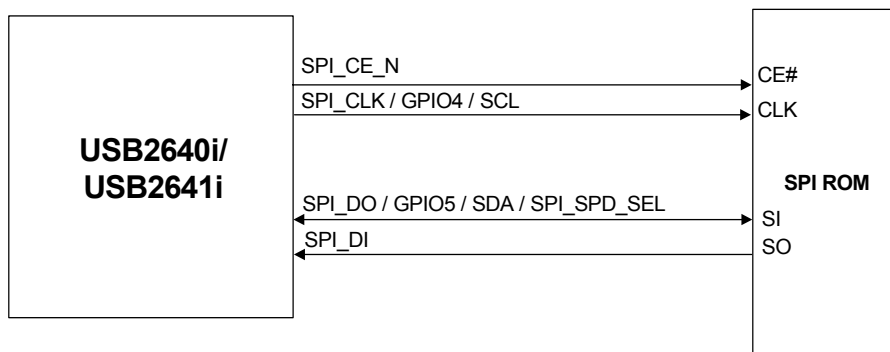 SPI_CE_N
CE#
SPI_CLK / GPIO4 / SCL
CLK
USB2640i/
USB2641i
SPI ROM
SPI_DO / GPIO5 / SDA / SPI_SPD_SEL
SI
SPI_DI
SO